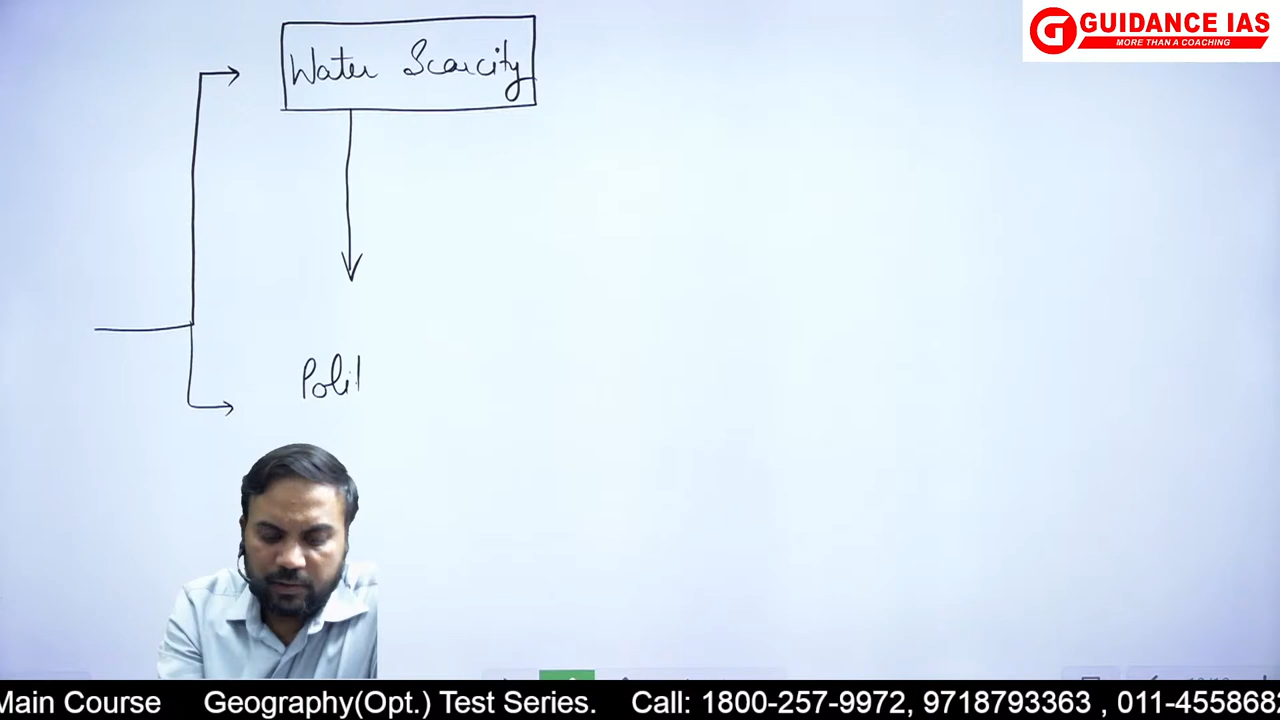 GUIDANCE IAS
MORE THAN A COACHING
Water Scarcity
Polit
Main Course Geography(Opt.) Test Series. Call: 1800-257-9972, 9718793363 , 011-4558682